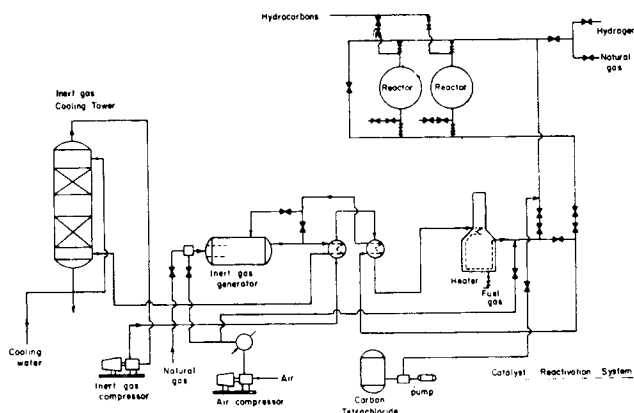 Hydrocarbons
Hydrogen
Natural
gas
Reactor
Reactor
Inert gas
Cooling Tower
Inert gas
generator
Heater
Fuel
gas
Cooling
water
Inert gas
compressor
Natural
gas
Air
Air compressor
Carbon
Tetrachloride
pump
Catalyst Reactivation System